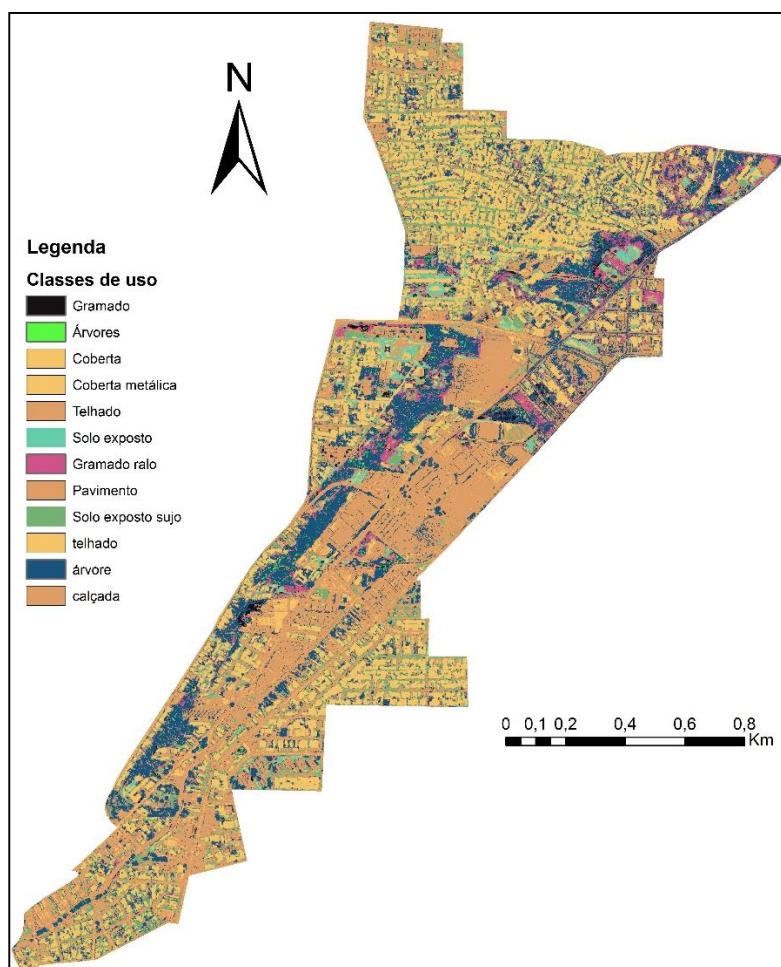 N
Legenda
Classes de uso
Gramado
Árvores
Coberta
Coberta metálica
Telhado
Solo exposto
Gramado ralo
Pavimento
Solo exposto sujo
telhado
árvore
calçada
0 0,1 0,2 0,4 0,6 0,8
Km